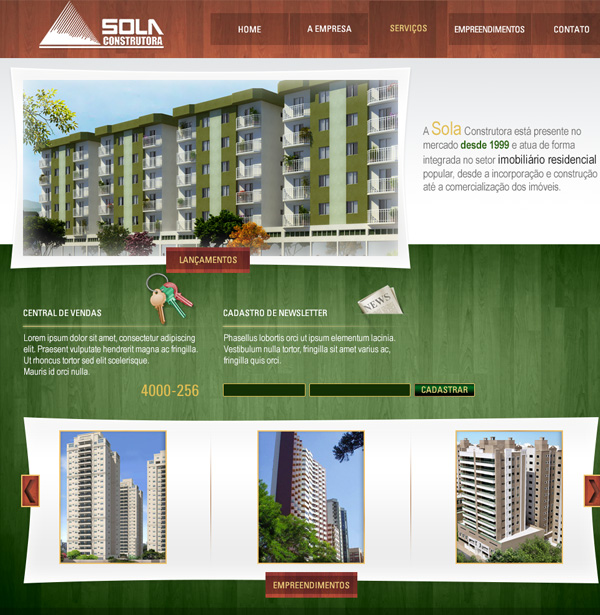 SOLA
CONSTRUTORA
HOME
A EMPRESA
SERVIÇOS
EMPREENDIMENTOS
CONTATO
A Sola Construtora está presente no
mercado desde 1999 e atua de forma
integrada no setor imobiliário residencial
popular, desde a incorporação e construção
até a comercialização dos imóveis.
LANÇAMENTOS
CENTRAL DE VENDAS
Lorem ipsum dolor sit amet, consectetur adipiscing
elit. Praesent vulputate hendrerit magna ac fringilla.
Ut rhoncus tortor sed elit scelerisque.
Mauris id orci nulla.
4000-256
CADASTRO DE NEWSLETTER
NEWS
Phasellus lobortis orci ut ipsum elementum lacinia.
Vestibulum nulla tortor, fringilla sit amet varius ac,
fringilla quis orci.
CADASTRAR
EMPREENDIMENTOS